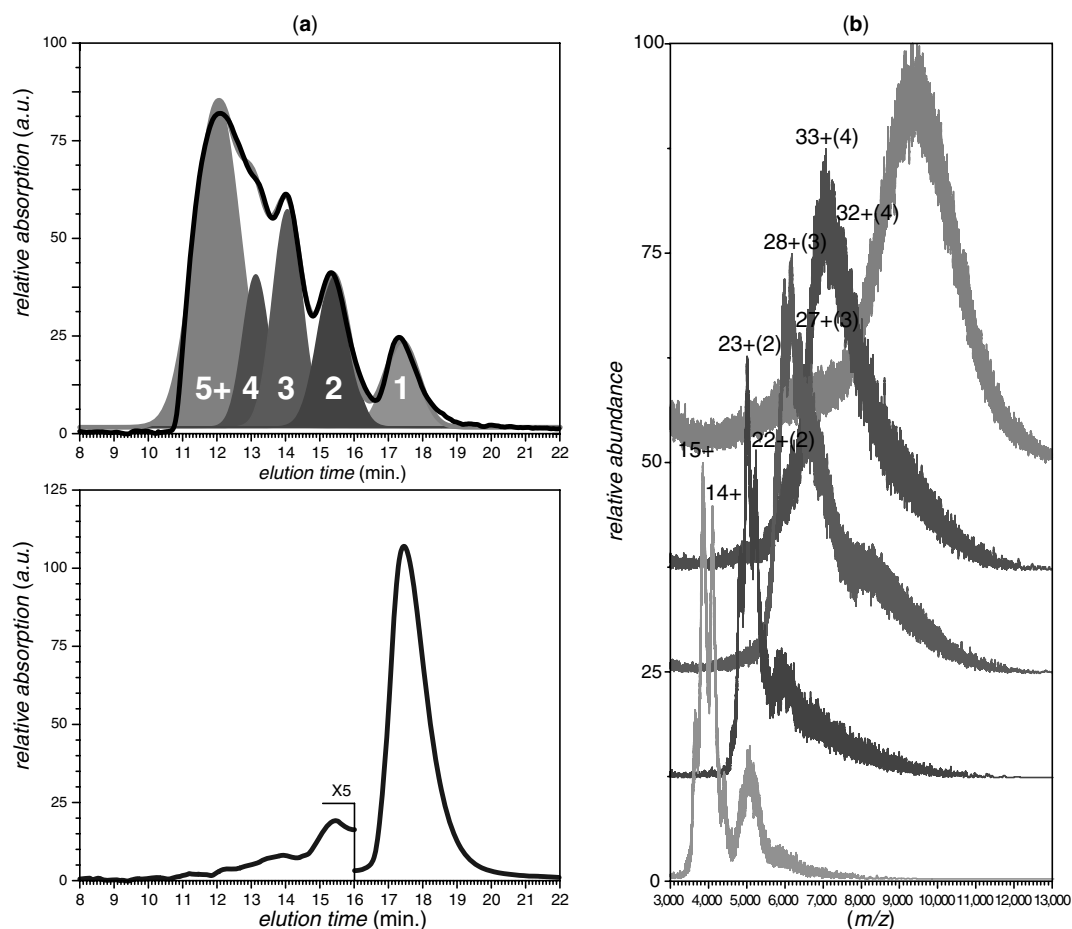 (a)
100
75
50
25
0
relative absorption (a.u.)
5+ 4 3 2 1
8 9 10 11 12 13 14 15 16 17 18 19 20 21 22
elution time (min.)
125
100
75
50
25
0
relative absorption (a.u.)
X5
8 9 10 11 12 13 14 15 16 17 18 19 20 21 22
elution time (min.)
(b)
100
75
50
25
0
relative abundance
33+(4)
32+(4)
28+(3)
27+(3)
23+(2)
22+(2)
15+
14+
3,000 4,000 5,000 6,000 7,000 8,000 9,000 10,000 11,000 12,000 13,000
(m/z)